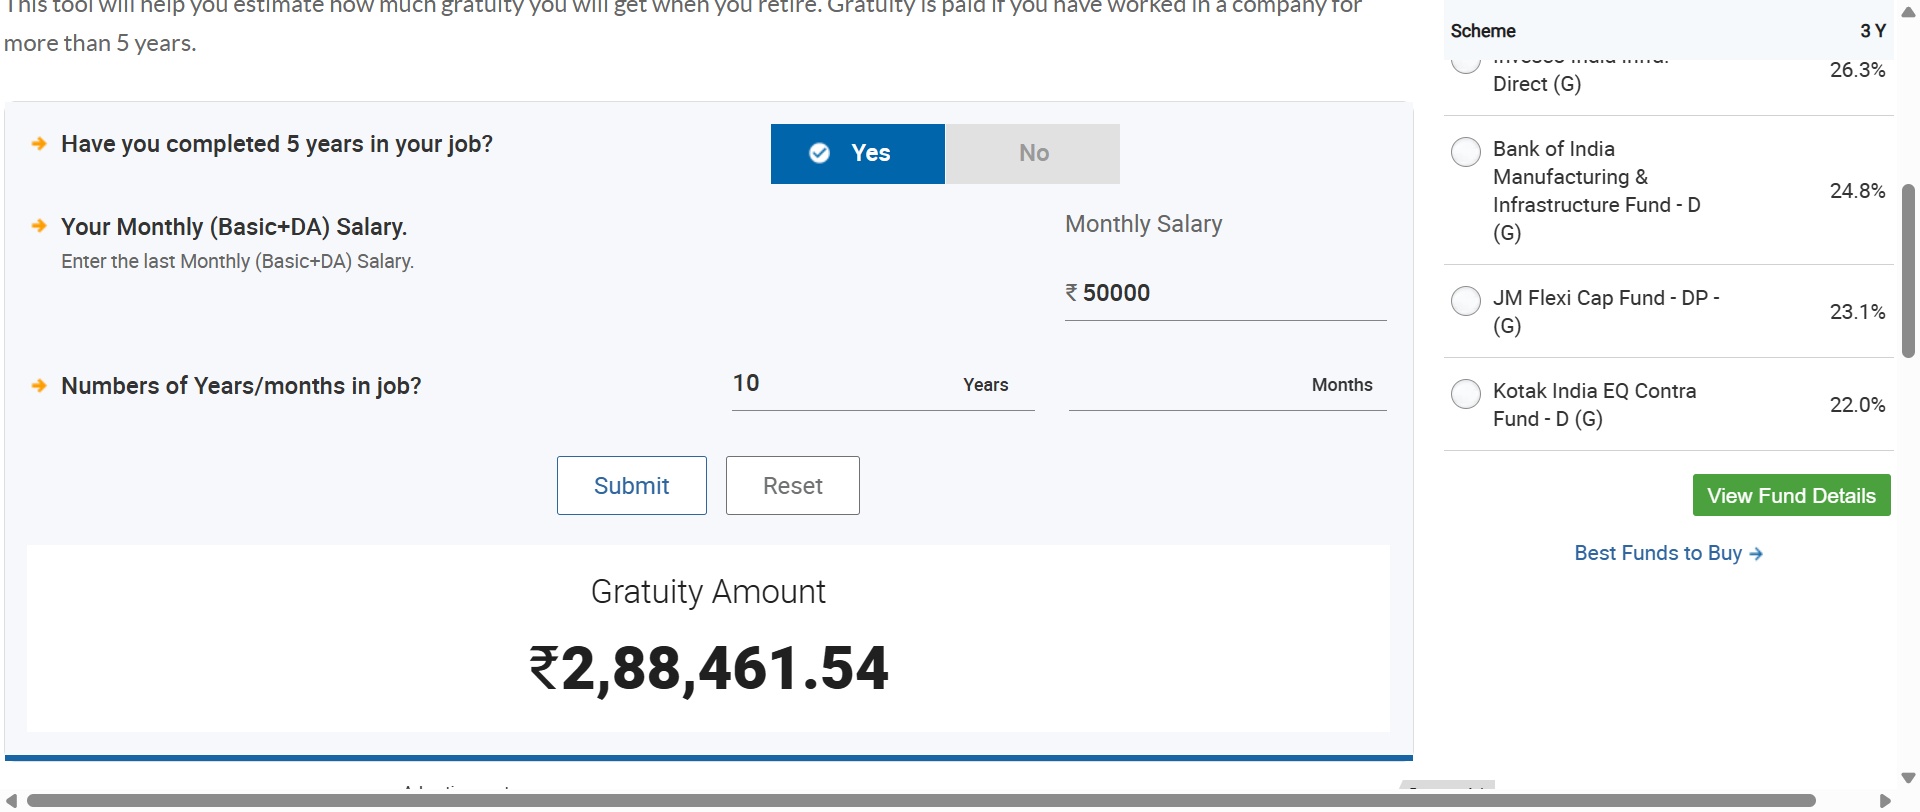 This tool will help you estimate how much gratuity you will get when you retire. Gratuity is paid if you have worked in a company for
more than 5 years.
Have you completed 5 years in your job?
Yes
No
Your Monthly (Basic+DA) Salary.
Enter the last Monthly (Basic+DA) Salary.
Monthly Salary
₹ 50000
Numbers of Years/months in job?
10 Years
Months
Submit
Reset
Gratuity Amount
₹2,88,461.54
Scheme 3 Y
Invesco India Infra.
Direct (G)
26.3%
Bank of India
Manufacturing &
Infrastructure Fund - D
(G)
24.8%
JM Flexi Cap Fund - DP -
(G)
23.1%
Kotak India EQ Contra
Fund - D (G)
22.0%
View Fund Details
Best Funds to Buy